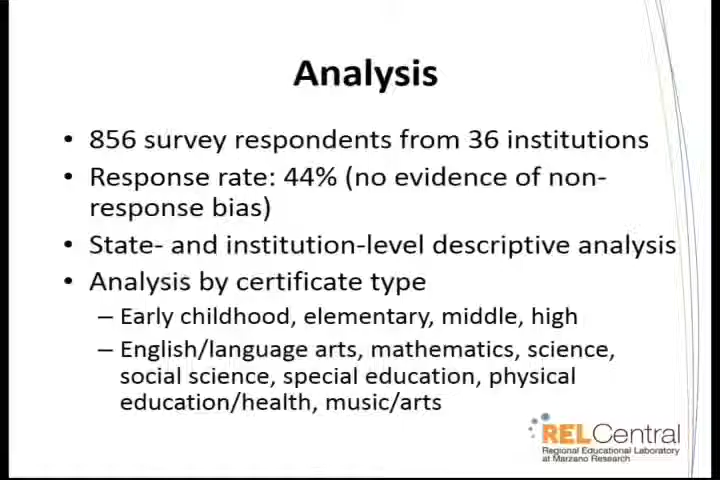 Analysis
• 856 survey respondents from 36 institutions
• Response rate: 44% (no evidence of non-
response bias)
• State- and institution-level descriptive analysis
• Analysis by certificate type
– Early childhood, elementary, middle, high
– English/language arts, mathematics, science,
social science, special education, physical
education/health, music/arts
REL Central
Regional Educational Laboratory
at Marzano Research